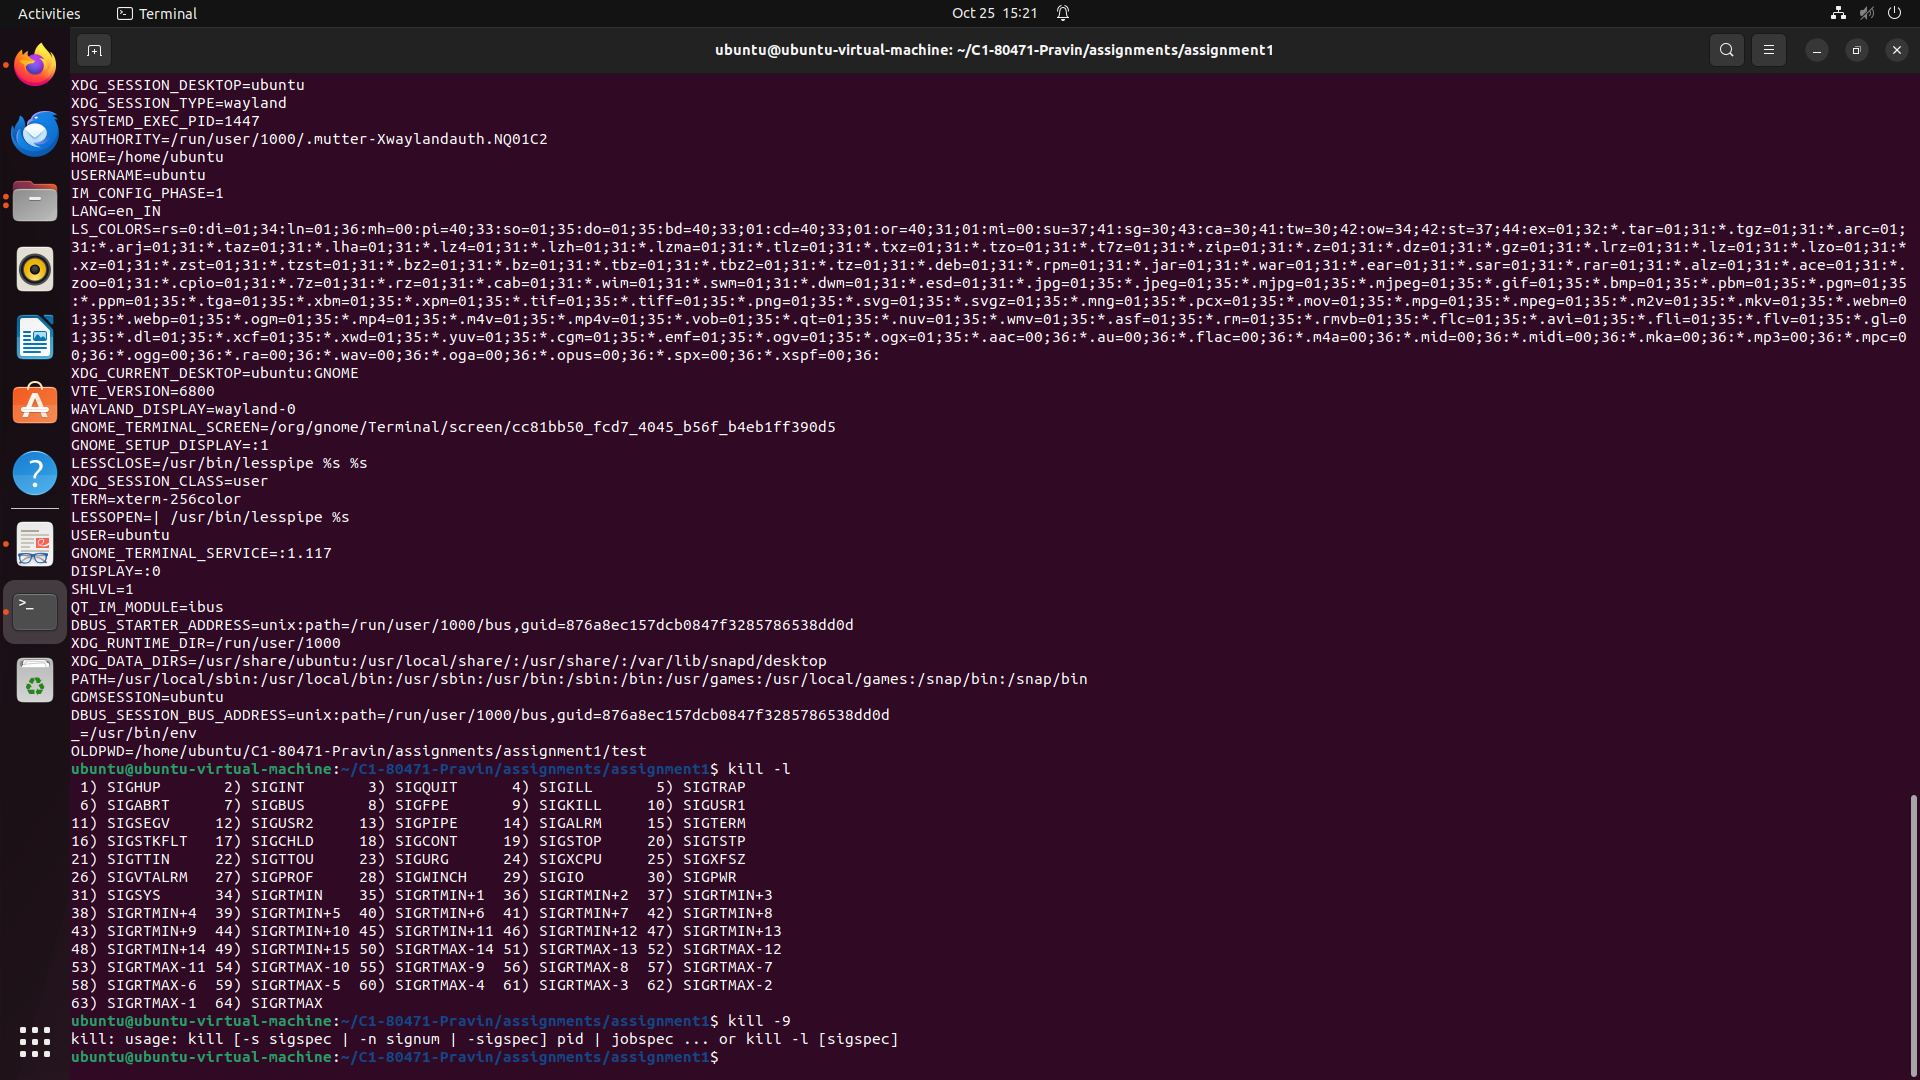 Activities Terminal Oct 25 15:21
ubuntu@ubuntu-virtual-machine: ~/C1-80471-Pravin/assignments/assignment1
XDG_SESSION_DESKTOP=ubuntu
XDG_SESSION_TYPE=wayland
SYSTEMD_EXEC_PID=1447
XAUTHORITY=/run/user/1000/.mutter-Xwaylandauth.NQ01C2
HOME=/home/ubuntu
USERNAME=ubuntu
IM_CONFIG_PHASE=1
LANG=en_IN
LS_COLORS=rs=0:di=01;34:ln=01;36:mh=00:pi=40;33:so=01;35:do=01;35:bd=40;33;01:cd=40;33;01:or=40;31;01:mi=00:su=37;41:sg=30;43:ca=30;41:tw=30;42:ow=34;42:st=37;44:ex=01;32:*.tar=01;31:*.tgz=01;31:*.arc=01;
31:*.arj=01;31:*.taz=01;31:*.lha=01;31:*.lz4=01;31:*.lzh=01;31:*.lzma=01;31:*.tlz=01;31:*.txz=01;31:*.tzo=01;31:*.t7z=01;31:*.zip=01;31:*.z=01;31:*.dz=01;31:*.gz=01;31:*.lrz=01;31:*.lz=01;31:*.lzo=01;31:*
.xz=01;31:*.zst=01;31:*.tzst=01;31:*.bz2=01;31:*.bz=01;31:*.tbz=01;31:*.tbz2=01;31:*.tz=01;31:*.deb=01;31:*.rpm=01;31:*.jar=01;31:*.war=01;31:*.ear=01;31:*.sar=01;31:*.rar=01;31:*.alz=01;31:*.ace=01;31:*.
zoo=01;31:*.cpio=01;31:*.7z=01;31:*.rz=01;31:*.cab=01;31:*.wim=01;31:*.swm=01;31:*.dwm=01;31:*.esd=01;31:*.jpg=01;35:*.jpeg=01;35:*.mjpg=01;35:*.mjpeg=01;35:*.gif=01;35:*.bmp=01;35:*.pbm=01;35:*.pgm=01;35
:*.ppm=01;35:*.tga=01;35:*.xbm=01;35:*.xpm=01;35:*.tif=01;35:*.tiff=01;35:*.png=01;35:*.svg=01;35:*.svgz=01;35:*.mng=01;35:*.pcx=01;35:*.mov=01;35:*.mpg=01;35:*.mpeg=01;35:*.m2v=01;35:*.mkv=01;35:*.webm=0
1;35:*.webp=01;35:*.ogm=01;35:*.mp4=01;35:*.m4v=01;35:*.mp4v=01;35:*.vob=01;35:*.qt=01;35:*.nuv=01;35:*.wmv=01;35:*.asf=01;35:*.rm=01;35:*.rmvb=01;35:*.flc=01;35:*.avi=01;35:*.fli=01;35:*.flv=01;35:*.gl=0
1;35:*.dl=01;35:*.xcf=01;35:*.xwd=01;35:*.yuv=01;35:*.cgm=01;35:*.emf=01;35:*.ogv=01;35:*.ogx=01;35:*.aac=00;36:*.au=00;36:*.flac=00;36:*.m4a=00;36:*.mid=00;36:*.midi=00;36:*.mka=00;36:*.mp3=00;36:*.mpc=0
0;36:*.ogg=00;36:*.ra=00;36:*.wav=00;36:*.oga=00;36:*.opus=00;36:*.spx=00;36:*.xspf=00;36:
XDG_CURRENT_DESKTOP=ubuntu:GNOME
VTE_VERSION=6800
WAYLAND_DISPLAY=wayland-0
GNOME_TERMINAL_SCREEN=/org/gnome/Terminal/screen/cc81bb50_fcd7_4045_b56f_b4eb1ff390d5
GNOME_SETUP_DISPLAY=:1
LESSCLOSE=/usr/bin/lesspipe %s %s
XDG_SESSION_CLASS=user
TERM=xterm-256color
LESSOPEN=| /usr/bin/lesspipe %s
USER=ubuntu
GNOME_TERMINAL_SERVICE=:1.117
DISPLAY=:0
SHLVL=1
QT_IM_MODULE=ibus
DBUS_STARTER_ADDRESS=unix:path=/run/user/1000/bus,guid=876a8ec157dcb0847f3285786538dd0d
XDG_RUNTIME_DIR=/run/user/1000
XDG_DATA_DIRS=/usr/share/ubuntu:/usr/local/share/:/usr/share/:/var/lib/snapd/desktop
PATH=/usr/local/sbin:/usr/local/bin:/usr/sbin:/usr/bin:/sbin:/bin:/usr/games:/usr/local/games:/snap/bin:/snap/bin
GDMSESSION=ubuntu
DBUS_SESSION_BUS_ADDRESS=unix:path=/run/user/1000/bus,guid=876a8ec157dcb0847f3285786538dd0d
_=/usr/bin/env
OLDPWD=/home/ubuntu/C1-80471-Pravin/assignments/assignment1/test
ubuntu@ubuntu-virtual-machine:~/C1-80471-Pravin/assignments/assignment1$ kill -l
 1) SIGHUP       2) SIGINT       3) SIGQUIT      4) SIGILL       5) SIGTRAP
 6) SIGABRT      7) SIGBUS       8) SIGFPE       9) SIGKILL     10) SIGUSR1
11) SIGSEGV     12) SIGUSR2     13) SIGPIPE     14) SIGALRM     15) SIGTERM
16) SIGSTKFLT   17) SIGCHLD     18) SIGCONT     19) SIGSTOP     20) SIGTSTP
21) SIGTTIN     22) SIGTTOU     23) SIGURG      24) SIGXCPU     25) SIGXFSZ
26) SIGVTALRM   27) SIGPROF     28) SIGWINCH    29) SIGIO       30) SIGPWR
31) SIGSYS      34) SIGRTMIN    35) SIGRTMIN+1  36) SIGRTMIN+2  37) SIGRTMIN+3
38) SIGRTMIN+4  39) SIGRTMIN+5  40) SIGRTMIN+6  41) SIGRTMIN+7  42) SIGRTMIN+8
43) SIGRTMIN+9  44) SIGRTMIN+10 45) SIGRTMIN+11 46) SIGRTMIN+12 47) SIGRTMIN+13
48) SIGRTMIN+14 49) SIGRTMIN+15 50) SIGRTMAX-14 51) SIGRTMAX-13 52) SIGRTMAX-12
53) SIGRTMAX-11 54) SIGRTMAX-10 55) SIGRTMAX-9  56) SIGRTMAX-8  57) SIGRTMAX-7
58) SIGRTMAX-6  59) SIGRTMAX-5  60) SIGRTMAX-4  61) SIGRTMAX-3  62) SIGRTMAX-2
63) SIGRTMAX-1  64) SIGRTMAX
ubuntu@ubuntu-virtual-machine:~/C1-80471-Pravin/assignments/assignment1$ kill -9
kill: usage: kill [-s sigspec | -n signum | -sigspec] pid | jobspec ... or kill -l [sigspec]
ubuntu@ubuntu-virtual-machine:~/C1-80471-Pravin/assignments/assignment1$